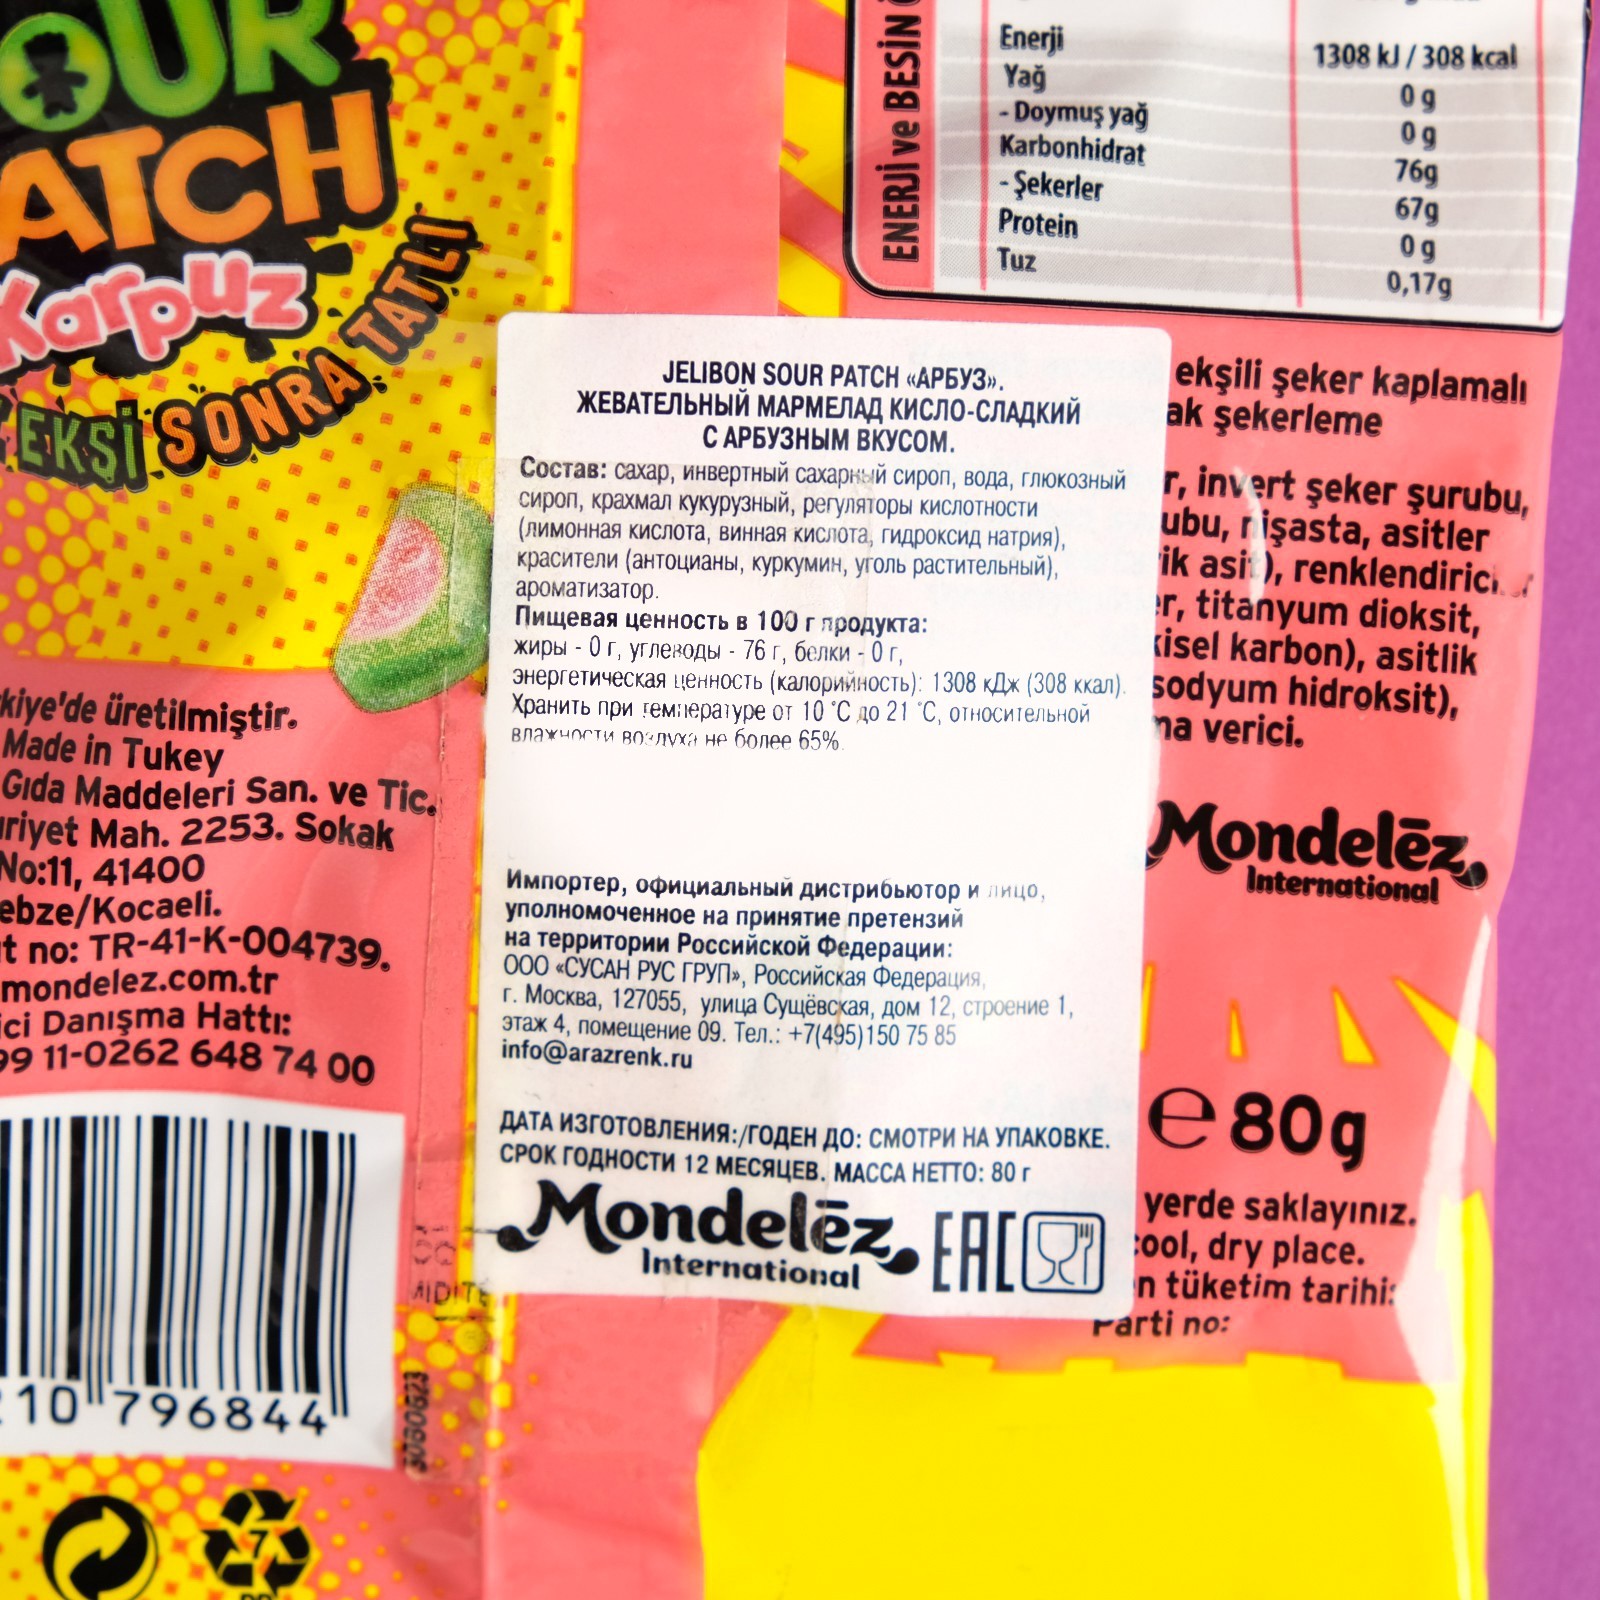 OUR
ATCH
Karpuz
EKŞİ SONRA TATLI
ENERJİ ve BESİN
Enerji 1308 kJ / 308 kcal
Yağ 0 g
- Doymuş yağ 0 g
Karbonhidrat 76g
- Şekerler 67g
Protein 0 g
Tuz 0,17g
ekşili şeker kaplamalı
ak şekerleme
r, invert şeker şurubu,
ubu, nişasta, asitler
ik asit), renklendirici
er, titanyum dioksit,
kisel karbon), asitlik
sodyum hidroksit),
ma verici.
Mondelēz
International
e 80g
yerde saklayınız.
cool, dry place.
n tüketim tarihi:
Parti no:
JELIBON SOUR PATCH «АРБУЗ».
ЖЕВАТЕЛЬНЫЙ МАРМЕЛАД КИСЛО-СЛАДКИЙ
С АРБУЗНЫМ ВКУСОМ.
Состав: сахар, инвертный сахарный сироп, вода, глюкозный
сироп, крахмал кукурузный, регуляторы кислотности
(лимонная кислота, винная кислота, гидроксид натрия),
красители (антоцианы, куркумин, уголь растительный),
ароматизатор.
Пищевая ценность в 100 г продукта:
жиры - 0 г, углеводы - 76 г, белки - 0 г,
энергетическая ценность (калорийность): 1308 кДж (308 ккал).
Хранить при температуре от 10 °С до 21 °С, относительной
влажности воздуха не более 65%.
Импортер, официальный дистрибьютор и лицо,
уполномоченное на принятие претензий
на территории Российской Федерации:
ООО «СУСАН РУС ГРУП», Российская Федерация,
г. Москва, 127055, улица Сущёвская, дом 12, строение 1,
этаж 4, помещение 09. Тел.: +7(495)150 75 85
info@arazrenk.ru
ДАТА ИЗГОТОВЛЕНИЯ:/ГОДЕН ДО: СМОТРИ НА УПАКОВКЕ.
СРОК ГОДНОСТИ 12 МЕСЯЦЕВ. МАССА НЕТТО: 80 г
Mondelēz
International
EAC
kiye'de üretilmiştir.
Made in Tukey
Gıda Maddeleri San. ve Tic.
uriyet Mah. 2253. Sokak
No:11, 41400
ebze/Kocaeli.
t no: TR-41-K-004739.
mondelez.com.tr
ici Danışma Hattı:
99 11-0262 648 74 00
10 796844
7